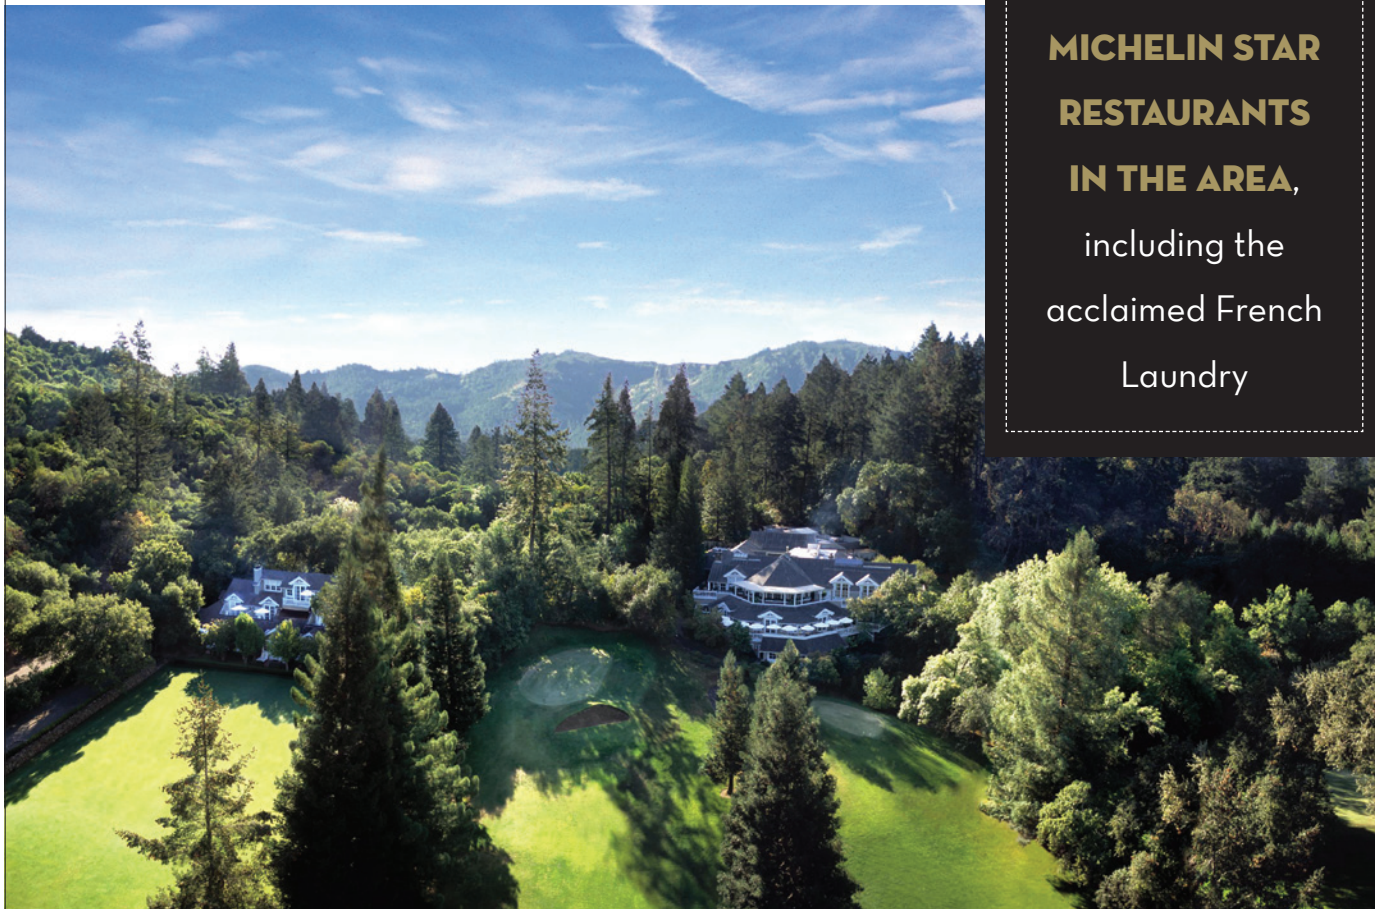 MICHELIN STAR
RESTAURANTS
IN THE AREA,
including the
acclaimed French
Laundry